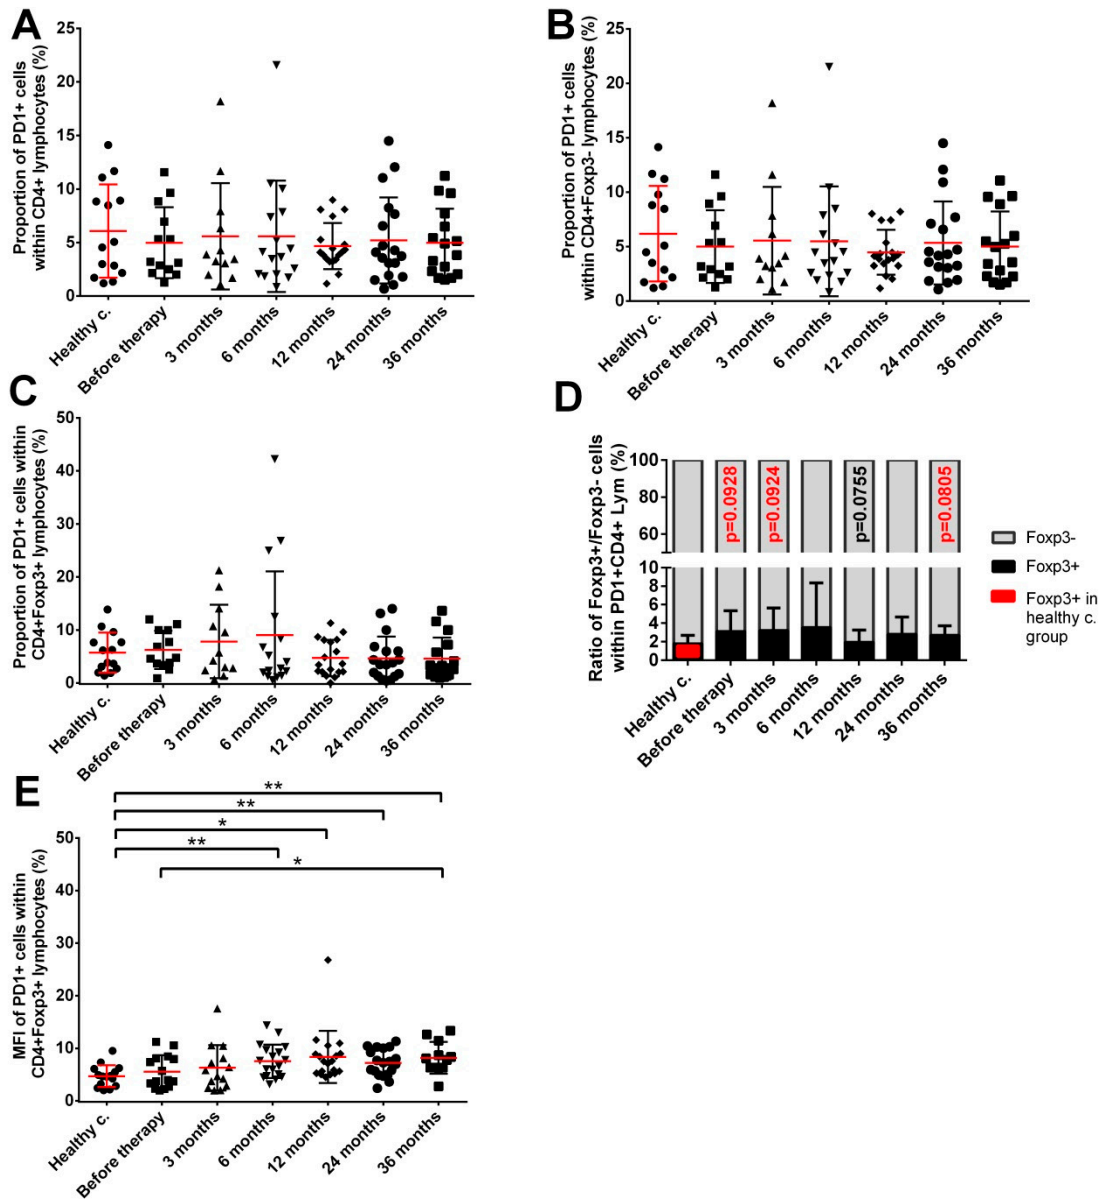 A
Proportion of PD1+ cells
within CD4+ lymphocytes (%)
25
20
15
10
5
0
Healthy c.
Before therapy
3 months
6 months
12 months
24 months
36 months
B
Proportion of PD1+ cells
within CD4+Foxp3- lymphocytes (%)
25
20
15
10
5
0
Healthy c.
Before therapy
3 months
6 months
12 months
24 months
36 months
C
Proportion of PD1+ cells within
CD4+Foxp3+ lymphocytes (%)
50
40
30
20
10
0
Healthy c.
Before therapy
3 months
6 months
12 months
24 months
36 months
D
Ratio of Foxp3+/Foxp3- cells
within PD1+CD4+ Lym (%)
100
80
60
10
8
6
4
2
0
p=0.0928
p=0.0924
p=0.0755
p=0.0805
Healthy c.
Before therapy
3 months
6 months
12 months
24 months
36 months
Foxp3-
Foxp3+
Foxp3+ in
healthy c.
group
E
**
**
*
**
*
MFI of PD1+ cells within
CD4+Foxp3+ lymphocytes (%)
50
40
30
20
10
0
Healthy c.
Before therapy
3 months
6 months
12 months
24 months
36 months